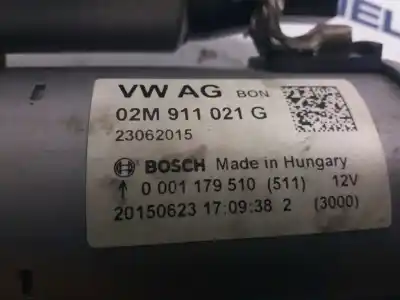 VW AG BON
02M 911 021 G
23062015
BOSCH Made in Hungary
↑ 0 001 179 510 (511) 12V
20150623 17:09:38 2 (3000)